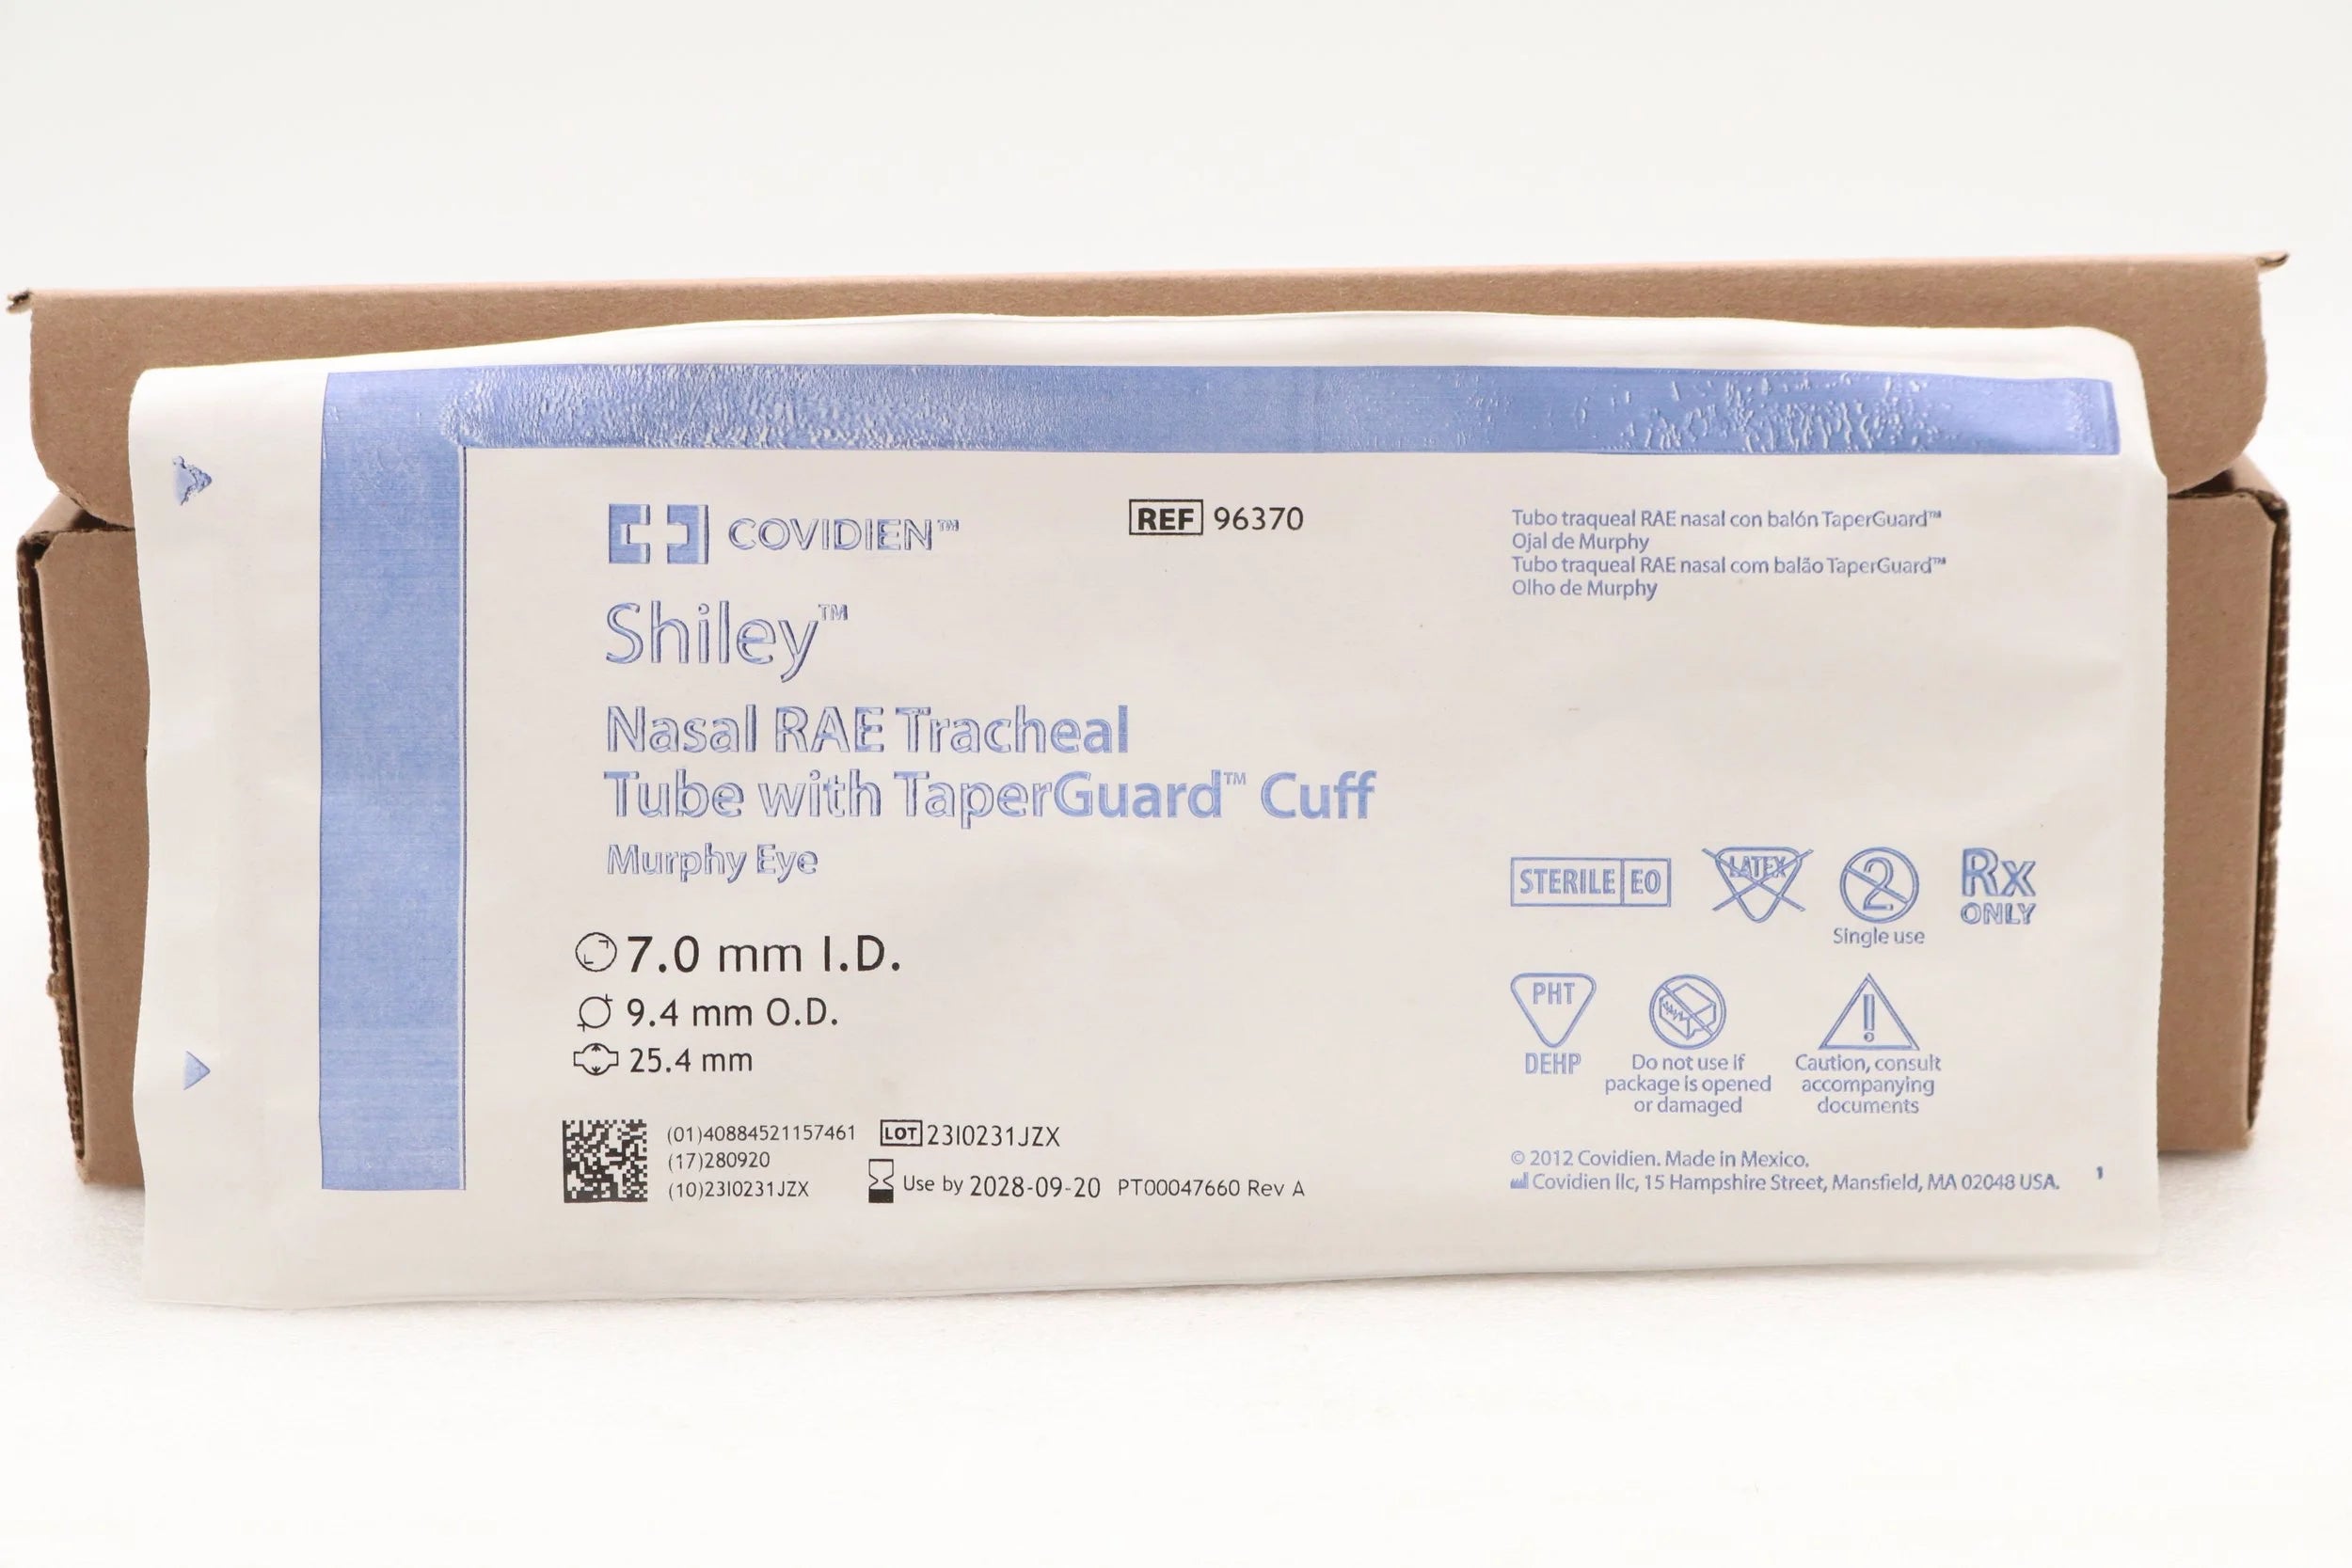 COVIDIEN™
REF 96370
Shiley™
Nasal RAE Tracheal
Tube with TaperGuard™ Cuff
Murphy Eye
7.0 mm I.D.
9.4 mm O.D.
25.4 mm
(01)40884521157461
(17)280920
(10)23I0231JZX
LOT 23I0231JZX
Use by 2028-09-20 PT00047660 Rev A
Tubo traqueal RAE nasal con balón TaperGuard™
Ojal de Murphy
Tubo traqueal RAE nasal com balão TaperGuard™
Olho de Murphy
STERILE EO
LATEX
2
Single use
Rx
ONLY
PHT
DEHP
Do not use if
package is opened
or damaged
!
Caution, consult
accompanying
documents
© 2012 Covidien. Made in Mexico.
Covidien llc, 15 Hampshire Street, Mansfield, MA 02048 USA.
1